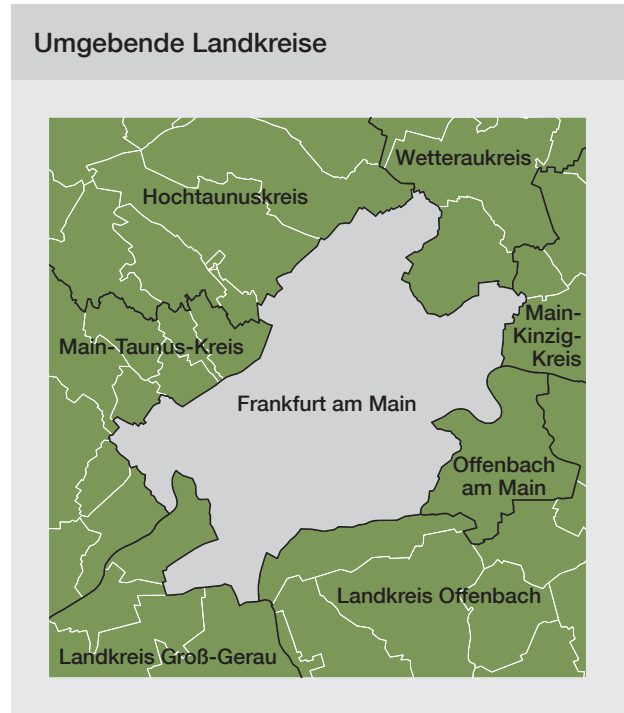 Umgebende Landkreise
Wetteraukreis
Hochtaunuskreis
Main-
Kinzig-
Kreis
Main-Taunus-Kreis
Frankfurt am Main
Offenbach
am Main
Landkreis Offenbach
Landkreis Groß-Gerau